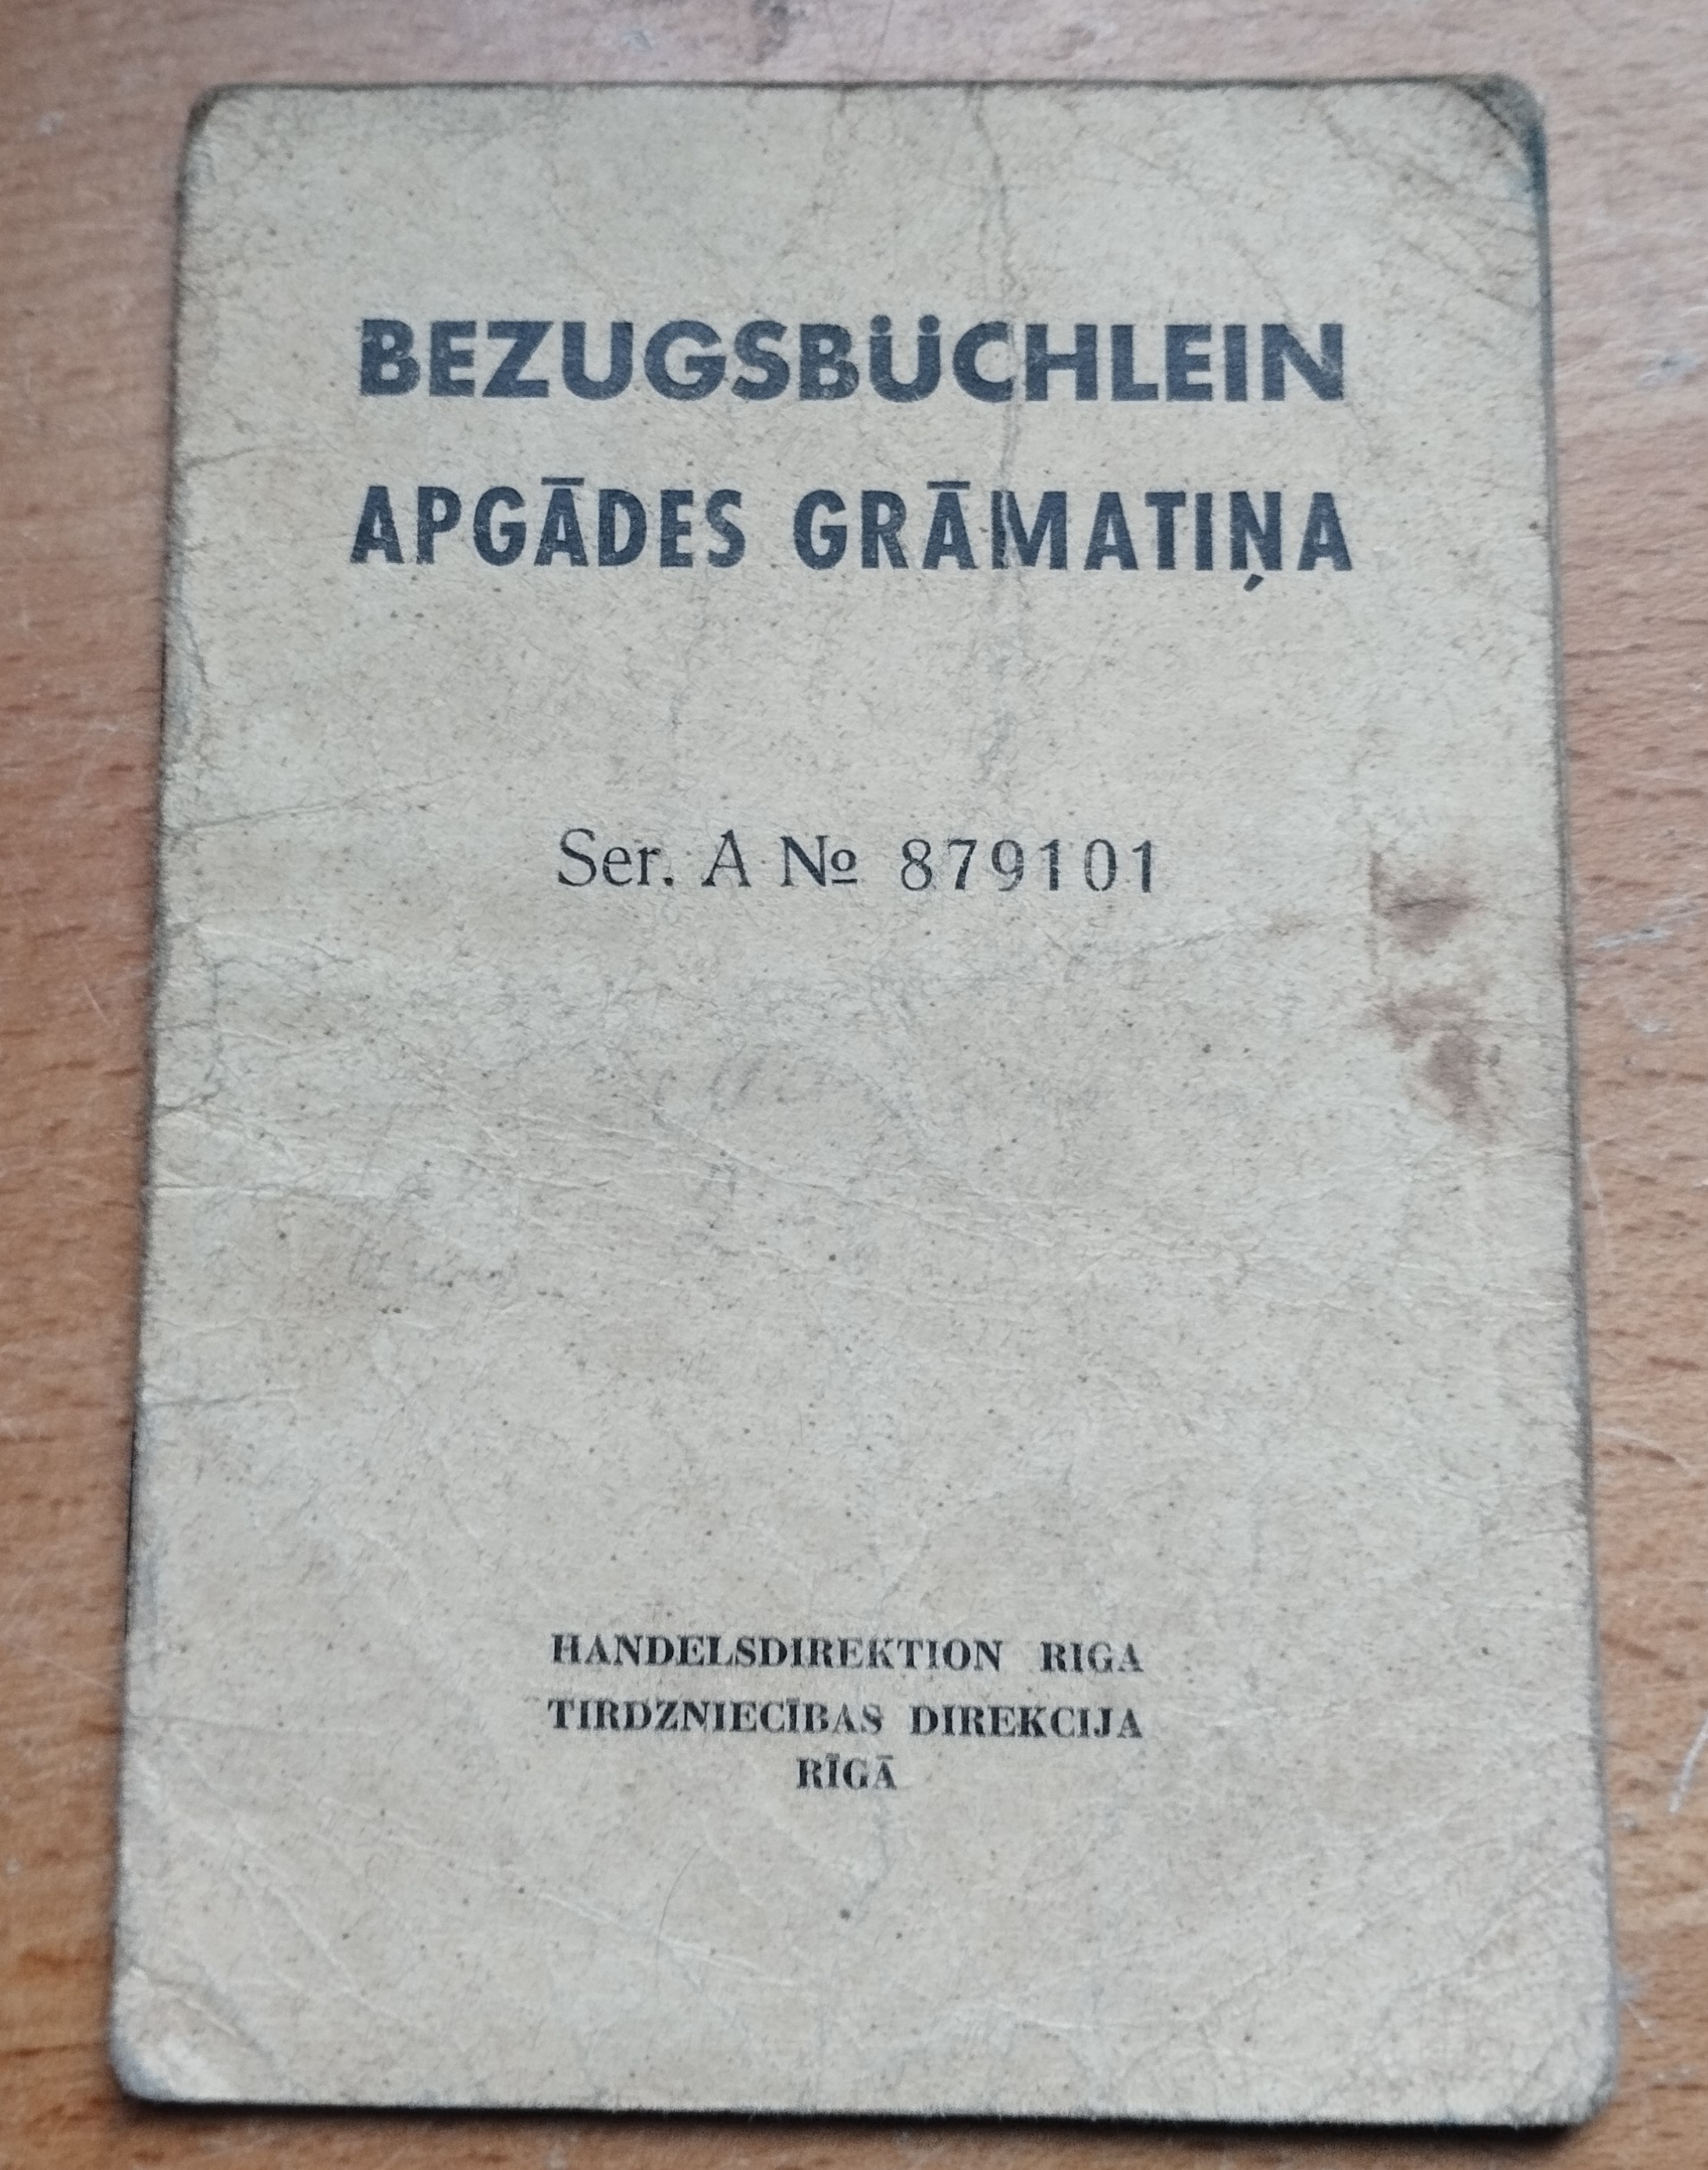 BEZUGSBÜCHLEIN
APGĀDES GRĀMATIŅA
Ser. A № 879101
HANDELSDIREKTION RIGA
TIRDZNIECĪBAS DIREKCIJA
RĪGĀ